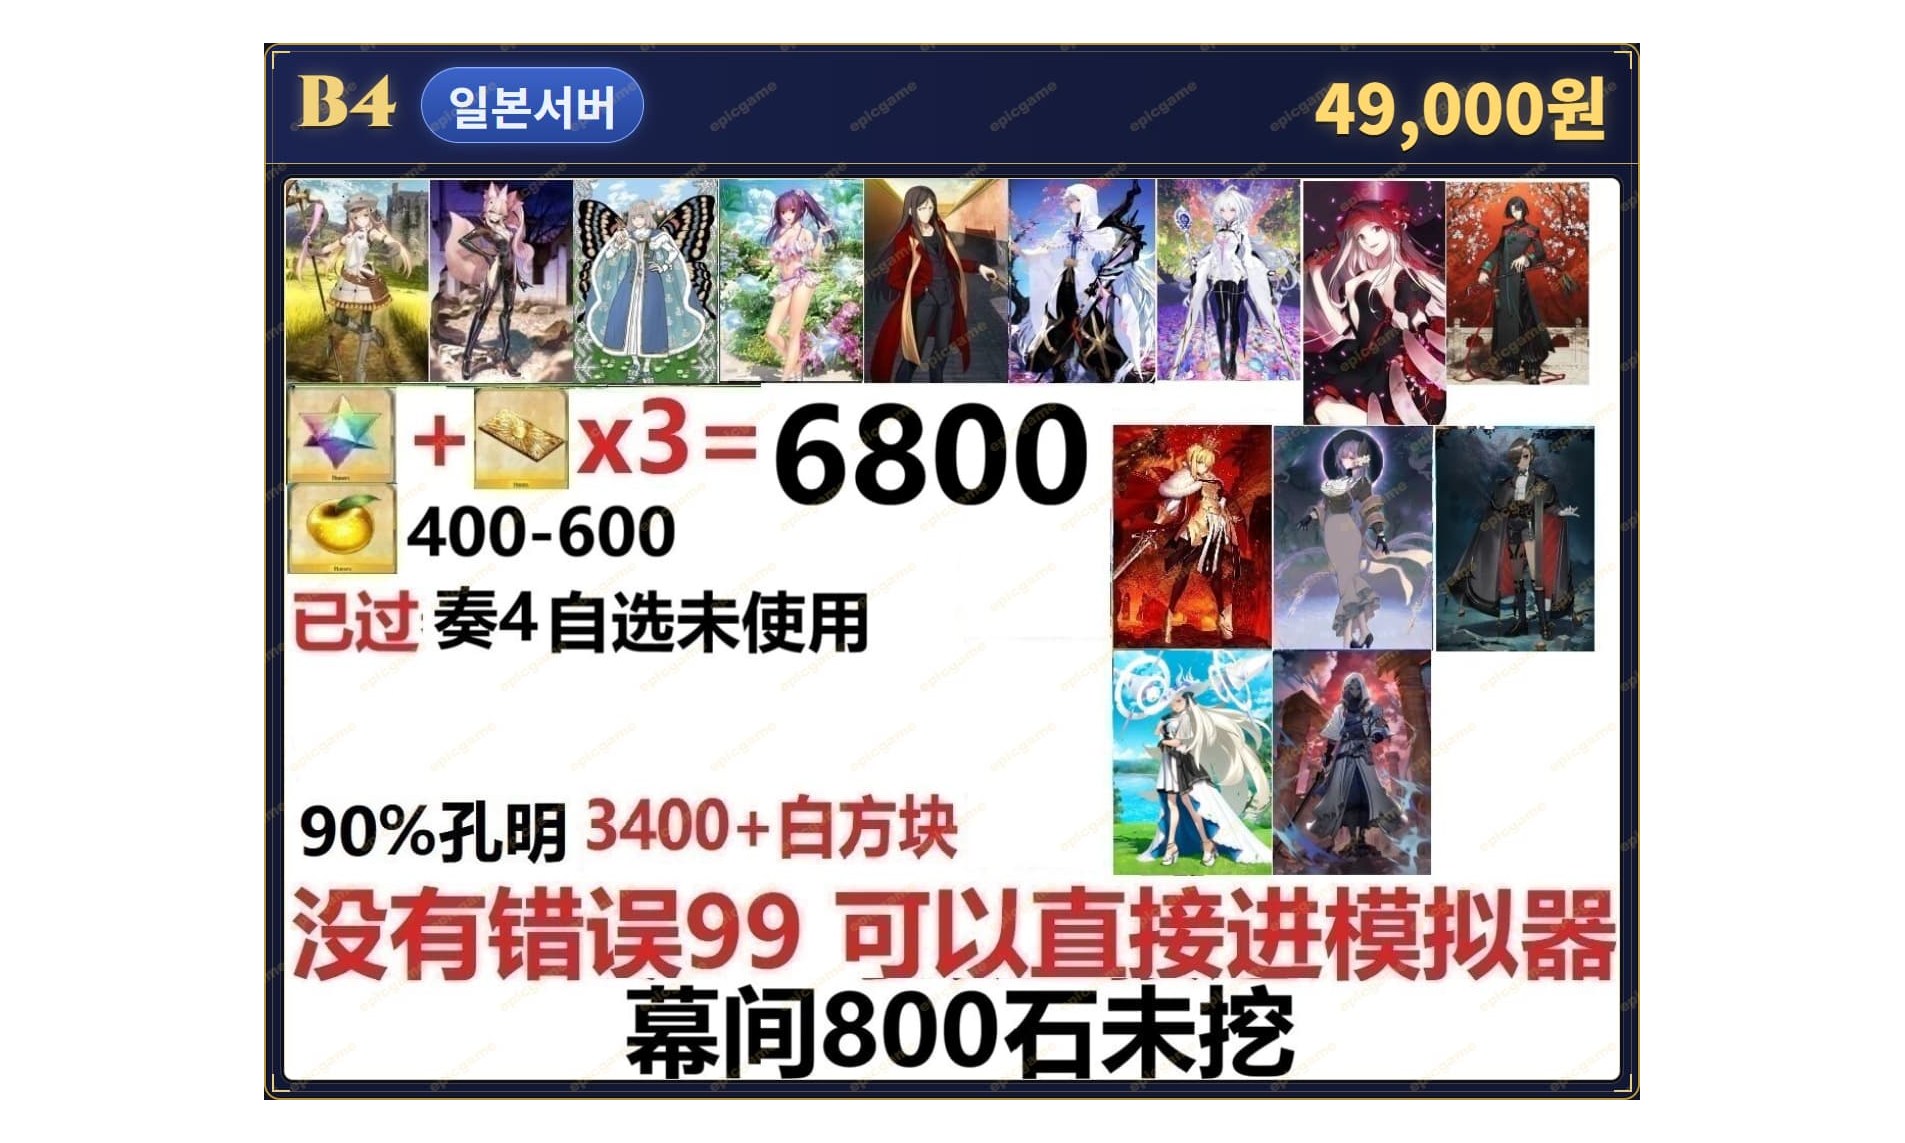 B4 일본서버 49,000원
+ x3=6800
400-600
已过 奏4自选未使用
90%孔明 3400+白方块
没有错误99 可以直接进模拟器
幕间800石未挖
epicgame